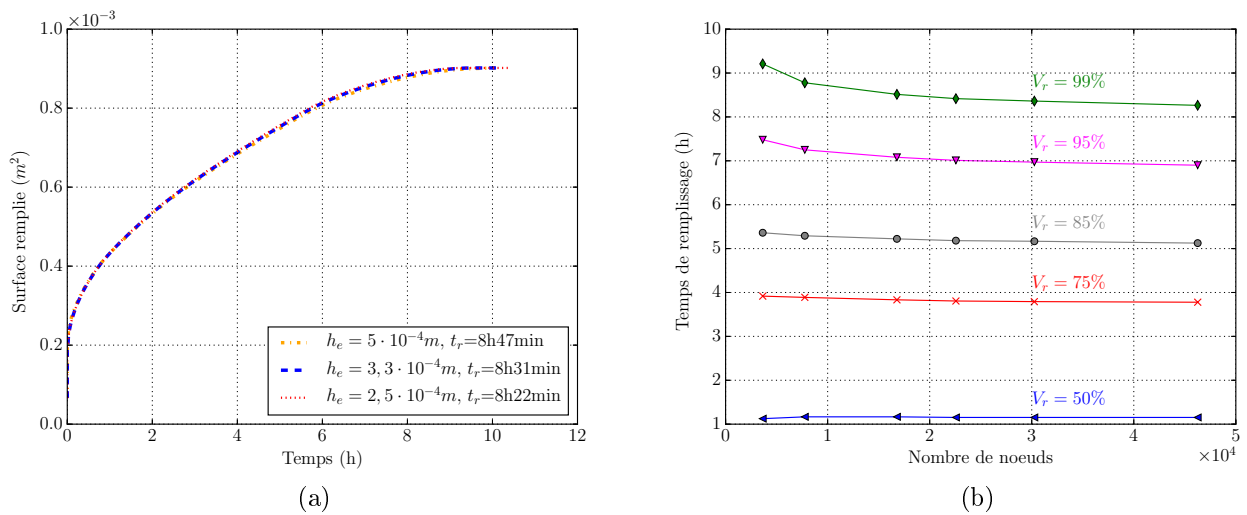 ×10⁻³
1.0
0.8
0.6
0.4
0.2
0.0
0 2 4 6 8 10 12
Surface remplie (m²)
Temps (h)
h_e = 5 · 10⁻⁴m, t_r=8h47min
h_e = 3, 3 · 10⁻⁴m, t_r=8h31min
h_e = 2, 5 · 10⁻⁴m, t_r=8h22min
(a)
10
9
8
7
6
5
4
3
2
1
0 1 2 3 4 5
×10⁴
Temps de remplissage (h)
Nombre de noeuds
V_r = 99%
V_r = 95%
V_r = 85%
V_r = 75%
V_r = 50%
(b)